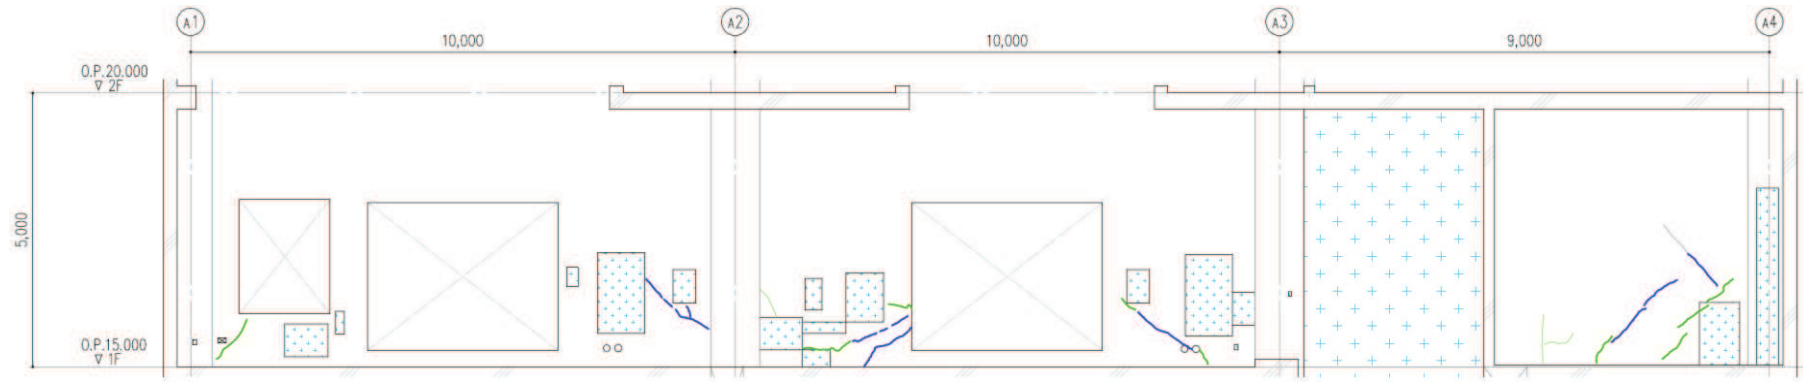 A1 A2 A3 A4
10,000 10,000 9,000
O.P.20.000
▽ 2F
5,000
O.P.15.000
▽ 1F